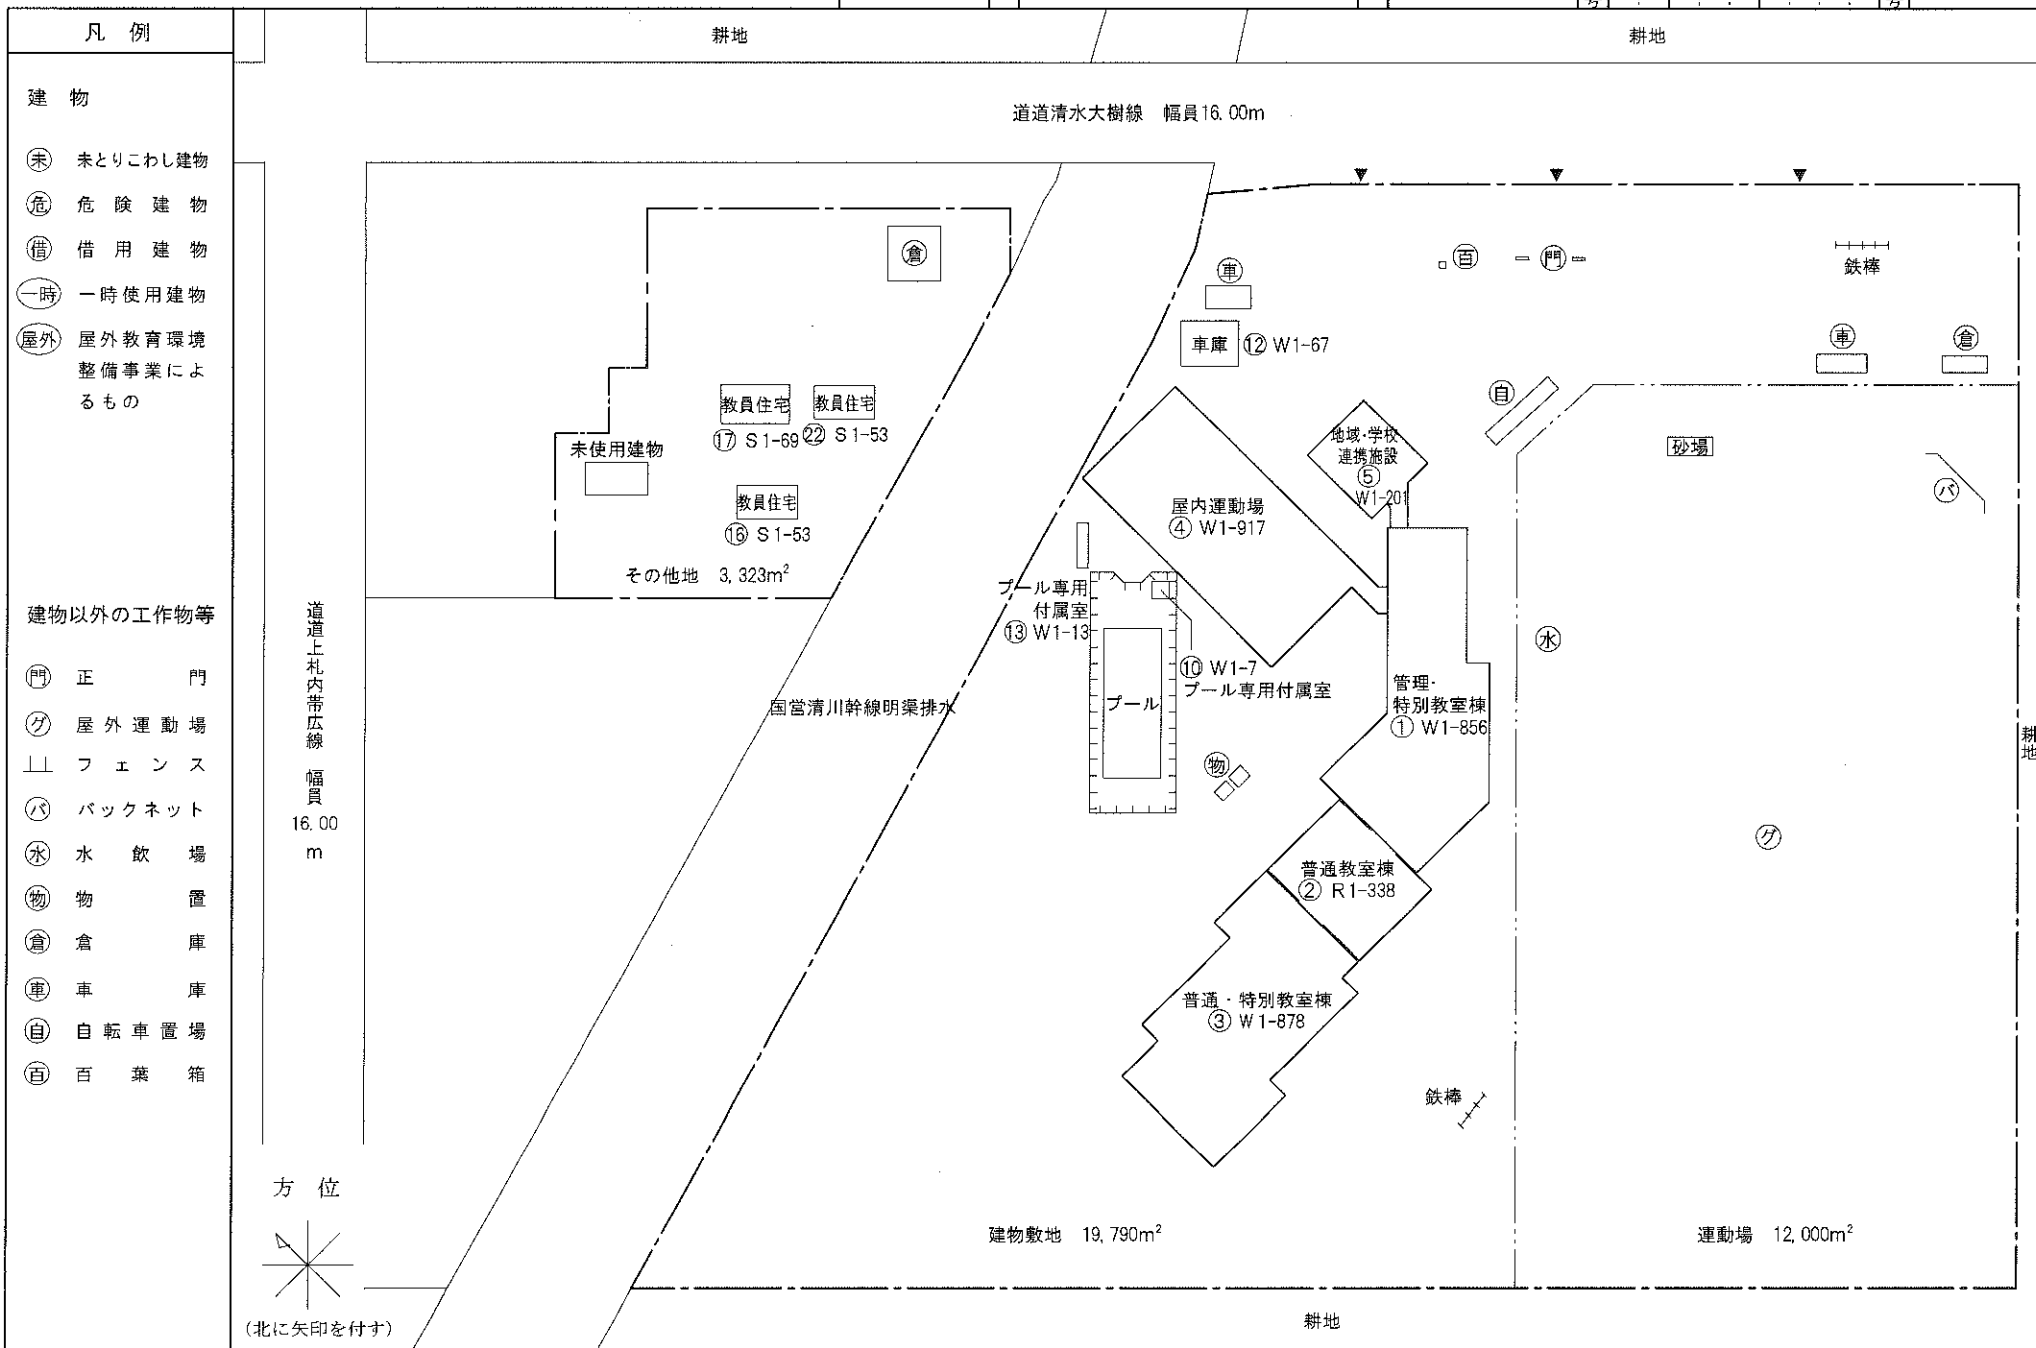 凡 例
建 物
未 未とりこわし建物
危 危 険 建 物
借 借 用 建 物
一時 一時使用建物
屋外 屋外教育環境
整備事業によ
るもの
建物以外の工作物等
門 正 門
グ 屋 外 運 動 場
フ ェ ン ス
バ バ ッ ク ネ ッ ト
水 水 飲 場
物 物 置
倉 倉 庫
車 車 庫
自 自 転 車 置 場
百 百 葉 箱
方 位
(北に矢印を付す)
耕地
耕地
道道清水大樹線 幅員16.00m
道道上札内帯広線 幅員
16.00
m
倉
教員住宅
⑰ S1-69
教員住宅
㉒ S1-53
未使用建物
教員住宅
⑯ S1-53
その他地 3,323m²
国営清川幹線明渠排水
車
車庫 ⑫ W1-67
百
門
鉄棒
車
倉
自
砂場
バ
地域・学校
連携施設
⑤
W1-201
屋内運動場
④ W1-917
プール専用
付属室
⑬ W1-13
⑩ W1-7
プール専用付属室
プール
物
水
管理・
特別教室棟
① W1-856
グ
耕地
普通教室棟
② R1-338
普通・特別教室棟
③ W1-878
鉄棒
建物敷地 19,790m²
運動場 12,000m²
耕地